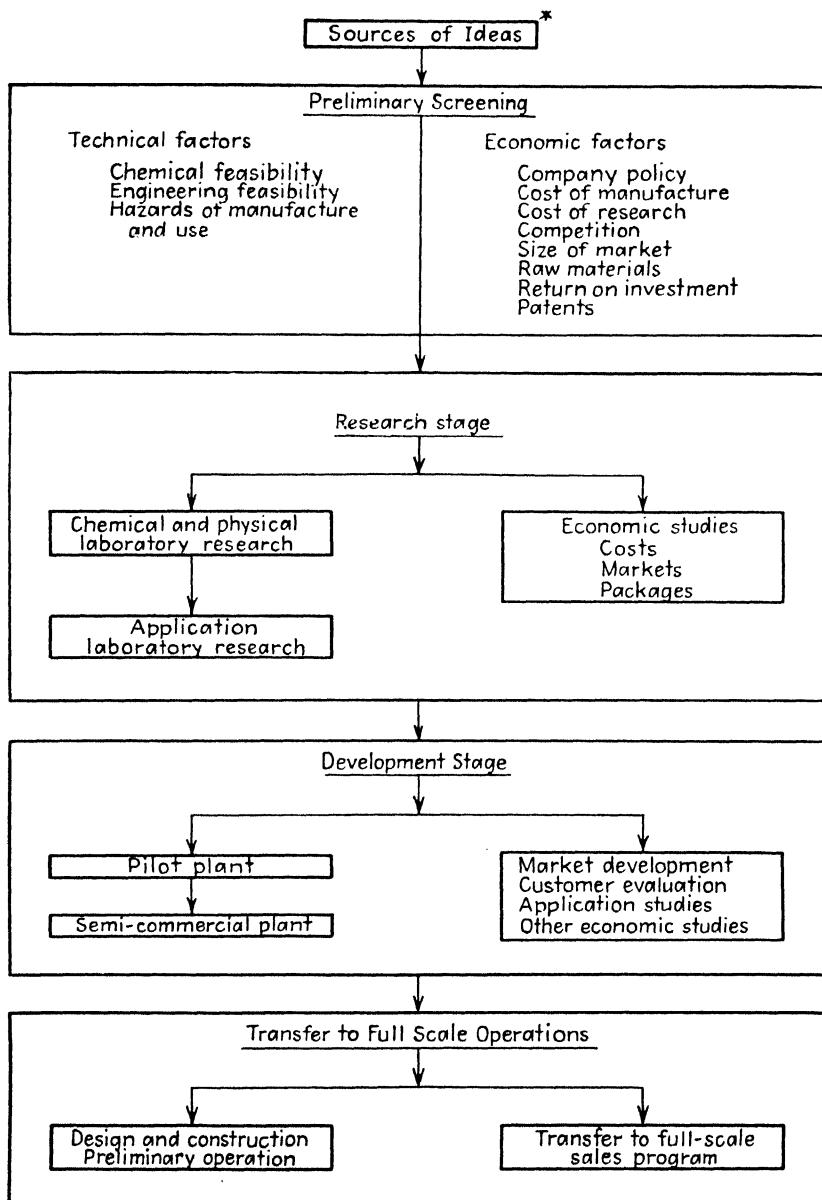 Sources of Ideas *
Preliminary Screening
Technical factors
Chemical feasibility
Engineering feasibility
Hazards of manufacture
and use
Economic factors
Company policy
Cost of manufacture
Cost of research
Competition
Size of market
Raw materials
Return on investment
Patents
Research stage
Chemical and physical
laboratory research
Application
laboratory research
Economic studies
Costs
Markets
Packages
Development Stage
Pilot plant
Semi-commercial plant
Market development
Customer evaluation
Application studies
Other economic studies
Transfer to Full Scale Operations
Design and construction
Preliminary operation
Transfer to full-scale
sales program